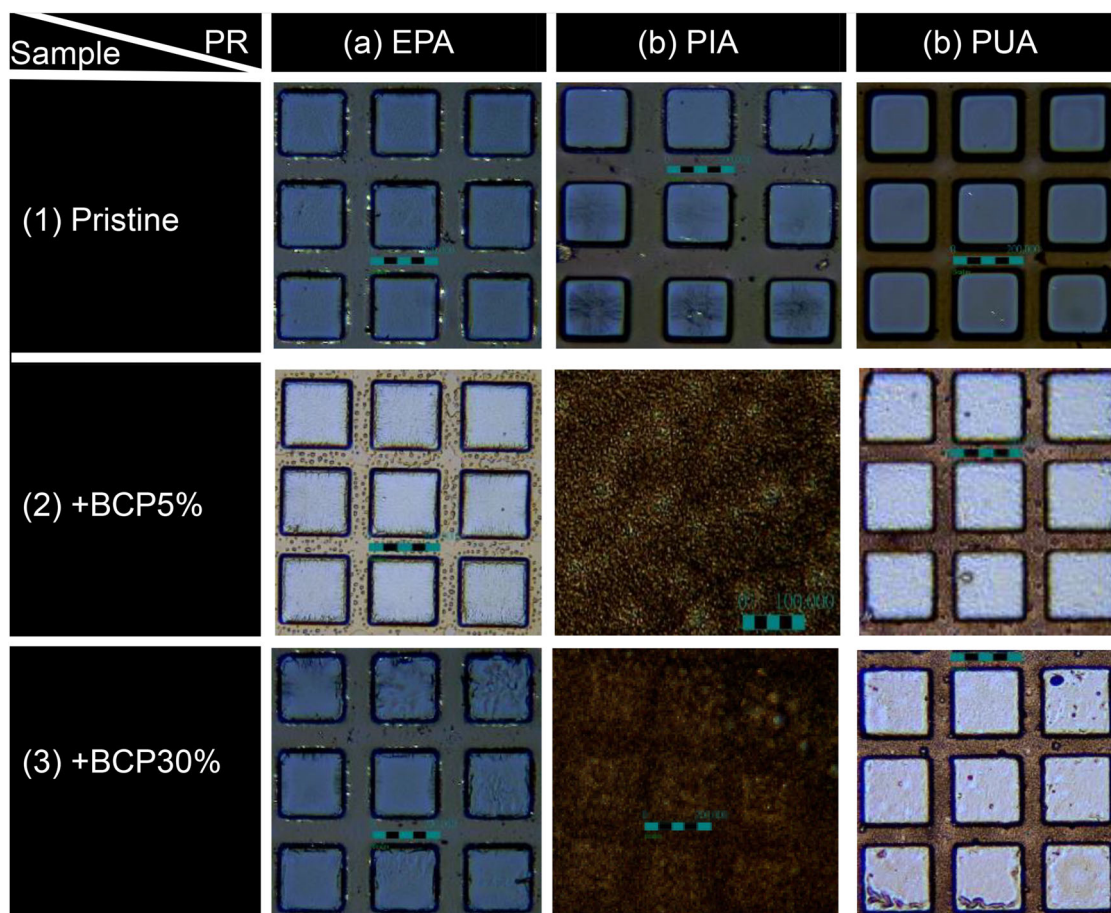 Sample
PR
(a) EPA
(b) PIA
(b) PUA
(1) Pristine
(2) +BCP5%
(3) +BCP30%
100,000